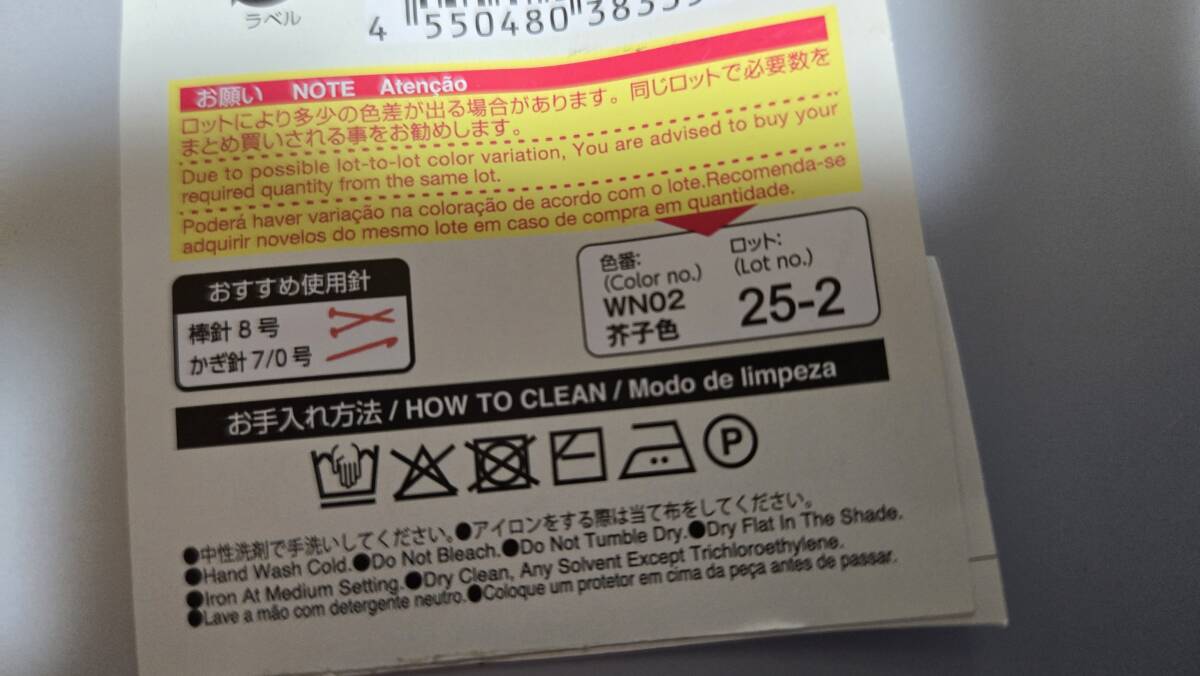 ラベル
4 550480 38335
お願い NOTE Atenção
ロットにより多少の色差が出る場合があります。同じロットで必要数を
まとめ買いされる事をお勧めします。
Due to possible lot-to-lot color variation, You are advised to buy your
required quantity from the same lot.
Poderá haver variação na coloração de acordo com o lote.Recomenda-se
adquirir novelos do mesmo lote em caso de compra em quantidade.
おすすめ使用針
棒針 8 号
かぎ針 7/0 号
色番:
(Color no.)
WN02
芥子色
ロット:
(Lot no.)
25-2
お手入れ方法 / HOW TO CLEAN / Modo de limpeza
P
●中性洗剤で手洗いしてください。●アイロンをする際は当て布をしてください。
●Hand Wash Cold.●Do Not Bleach.●Do Not Tumble Dry.●Dry Flat In The Shade.
●Iron At Medium Setting.●Dry Clean, Any Solvent Except Trichloroethylene.
●Lave a mão com detergente neutro.●Coloque um protetor em cima da peça antes de passar.